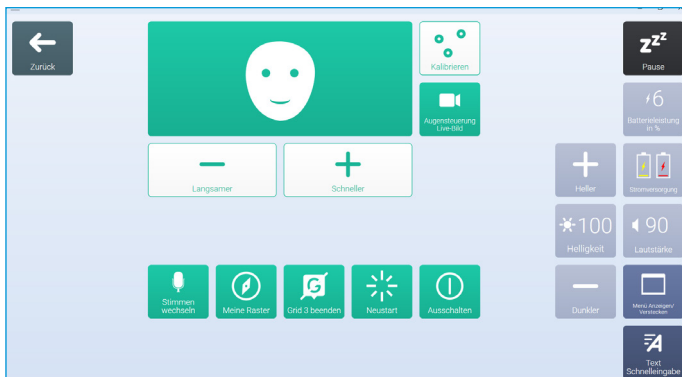 Zurück
Kalibrieren
zzz
Pause
Augensteuerung
Live-Bild
6
Batterieleistung
in %
Langsamer
Schneller
Heller
Stromversorgung
100
Helligkeit
90
Lautstärke
Stimmen
wechseln
Meine Raster
Grid 3 beenden
Neustart
Ausschalten
Dunkler
Menü Anzeigen/
Verstecken
Text
Schnelleingabe